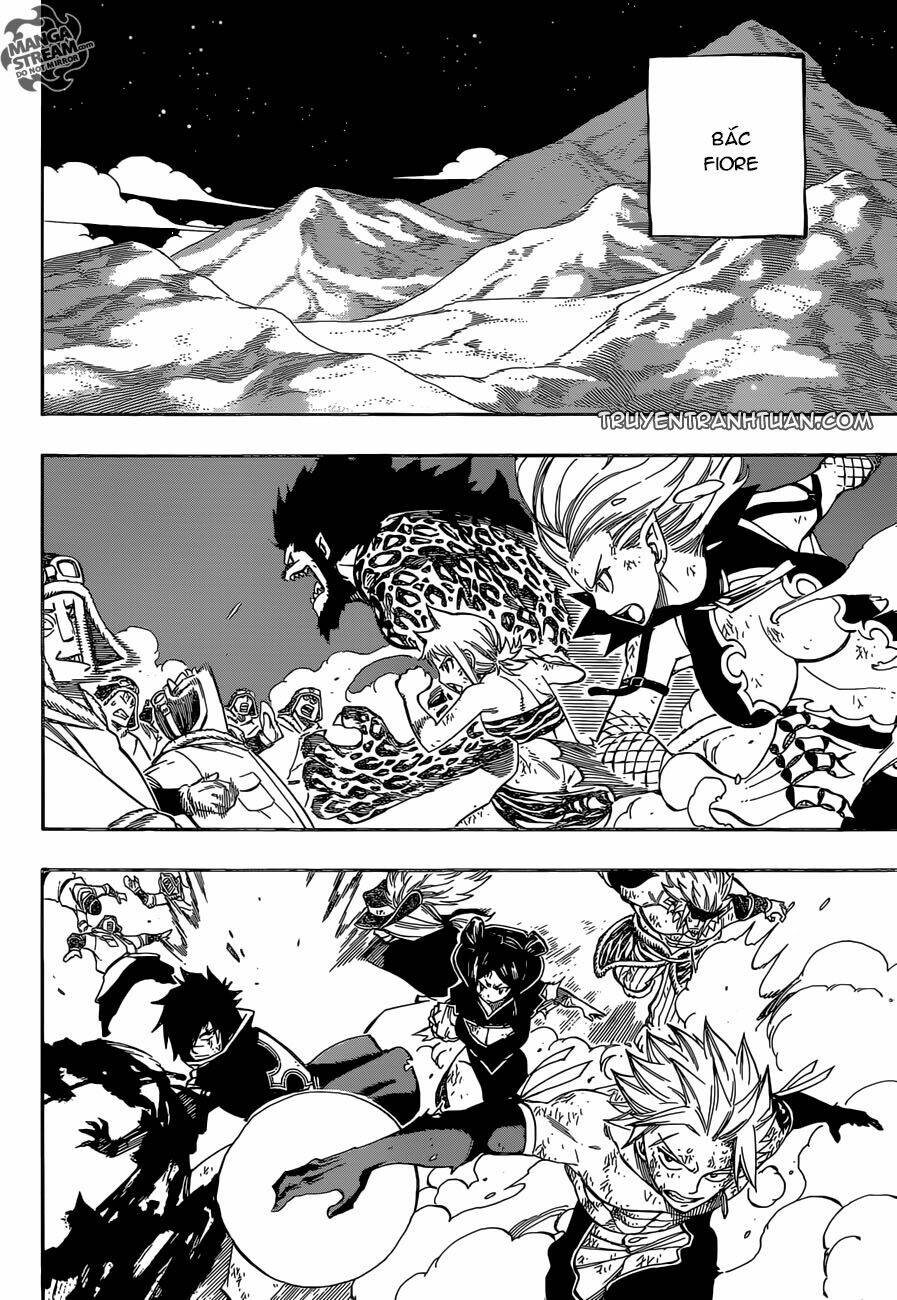 MANGA
STREAM.com
DO NOT MIRROR
BẮC
FIORE
TRUYENTRANHTUAN.COM